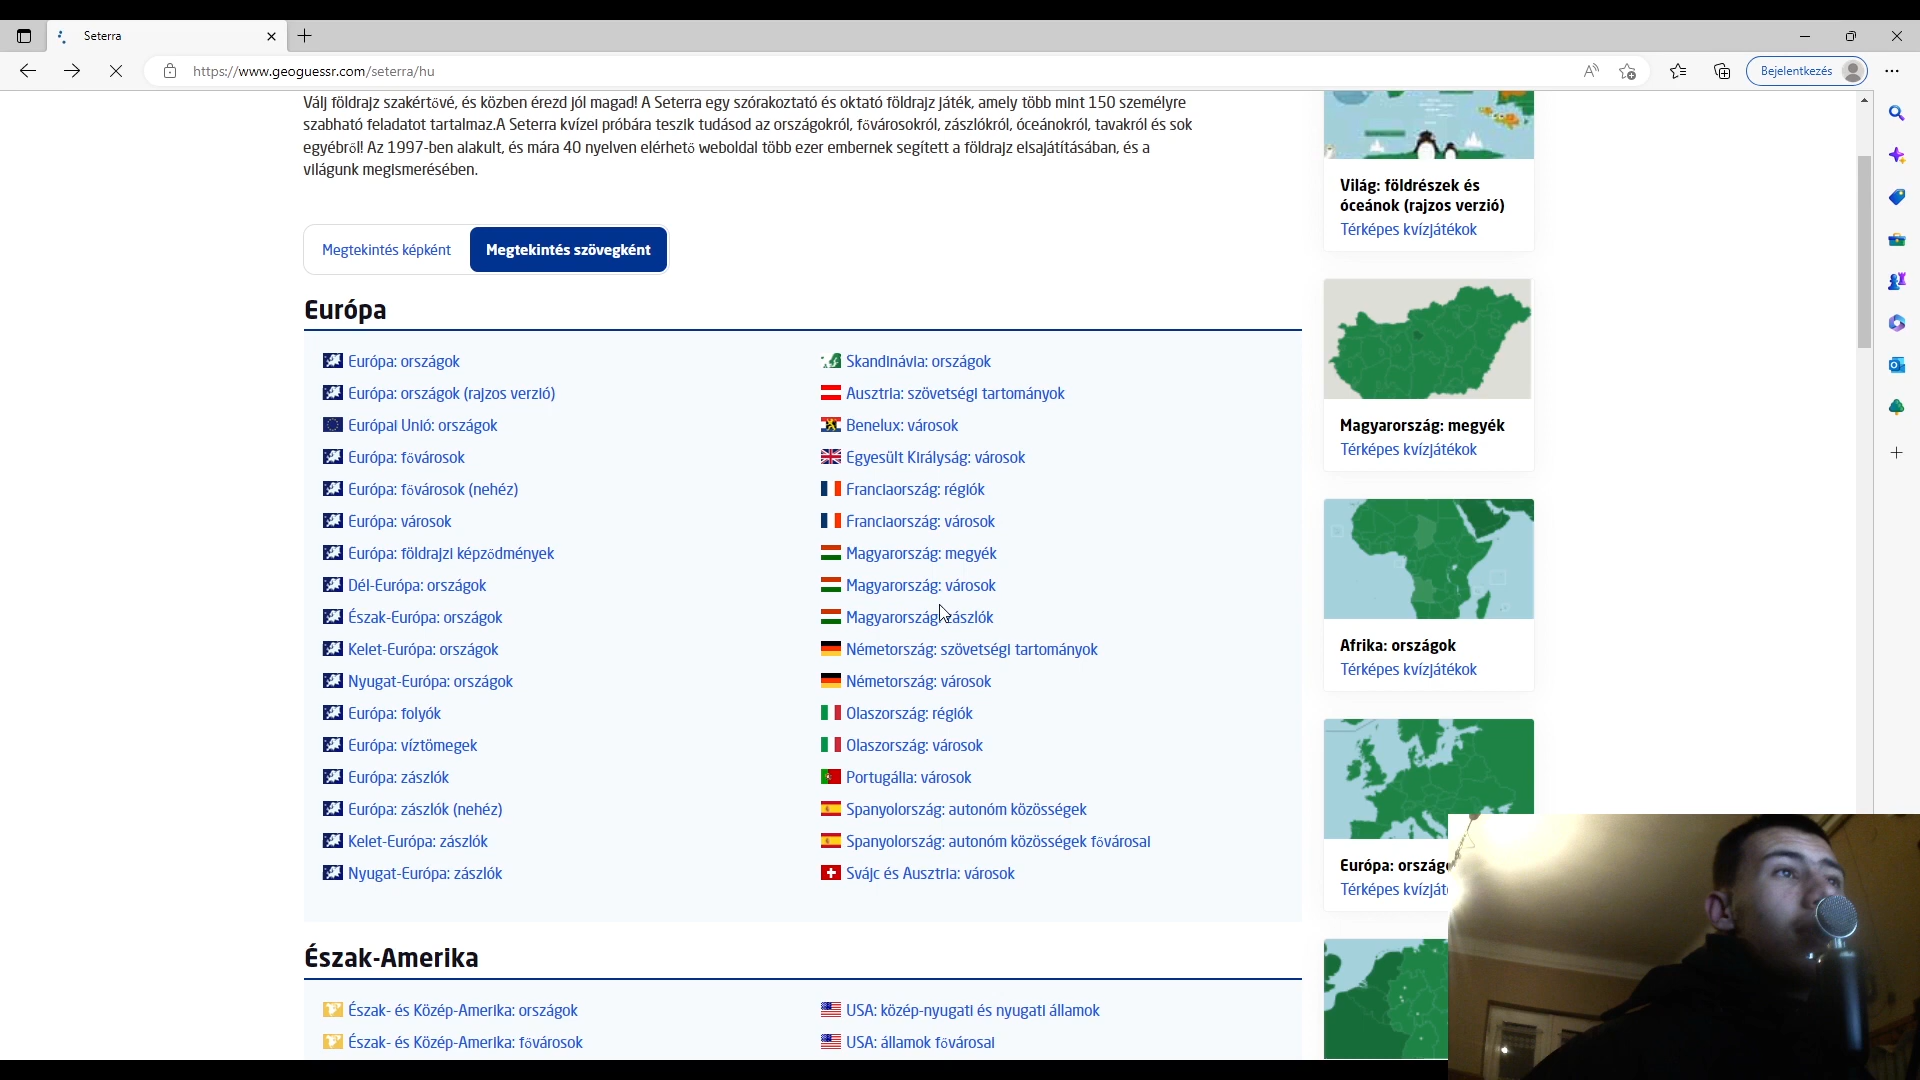 Seterra
https://www.geoguessr.com/seterra/hu
Bejelentkezés
Válj földrajz szakértővé, és közben érezd jól magad! A Seterra egy szórakoztató és oktató földrajz játék, amely több mint 150 személyre
szabható feladatot tartalmaz.A Seterra kvízei próbára teszik tudásod az országokról, fővárosokról, zászlókról, óceánokról, tavakról és sok
egyébről! Az 1997-ben alakult, és mára 40 nyelven elérhető weboldal több ezer embernek segített a földrajz elsajátításában, és a
világunk megismerésében.
Megtekintés képként
Megtekintés szövegként
Európa
Európa: országok
Európa: országok (rajzos verzió)
Európai Unió: országok
Európa: fővárosok
Európa: fővárosok (nehéz)
Európa: városok
Európa: földrajzi képződmények
Dél-Európa: országok
Észak-Európa: országok
Kelet-Európa: országok
Nyugat-Európa: országok
Európa: folyók
Európa: víztömegek
Európa: zászlók
Európa: zászlók (nehéz)
Kelet-Európa: zászlók
Nyugat-Európa: zászlók
Skandinávia: országok
Ausztria: szövetségi tartományok
Benelux: városok
Egyesült Királyság: városok
Franciaország: régiók
Franciaország: városok
Magyarország: megyék
Magyarország: városok
Magyarország: zászlók
Németország: szövetségi tartományok
Németország: városok
Olaszország: régiók
Olaszország: városok
Portugália: városok
Spanyolország: autonóm közösségek
Spanyolország: autonóm közösségek fővárosai
Svájc és Ausztria: városok
Észak-Amerika
Észak- és Közép-Amerika: országok
Észak- és Közép-Amerika: fővárosok
USA: közép-nyugati és nyugati államok
USA: államok fővárosai
Világ: földrészek és
óceánok (rajzos verzió)
Térképes kvízjátékok
Magyarország: megyék
Térképes kvízjátékok
Afrika: országok
Térképes kvízjátékok
Európa: ország
Térképes kvízját